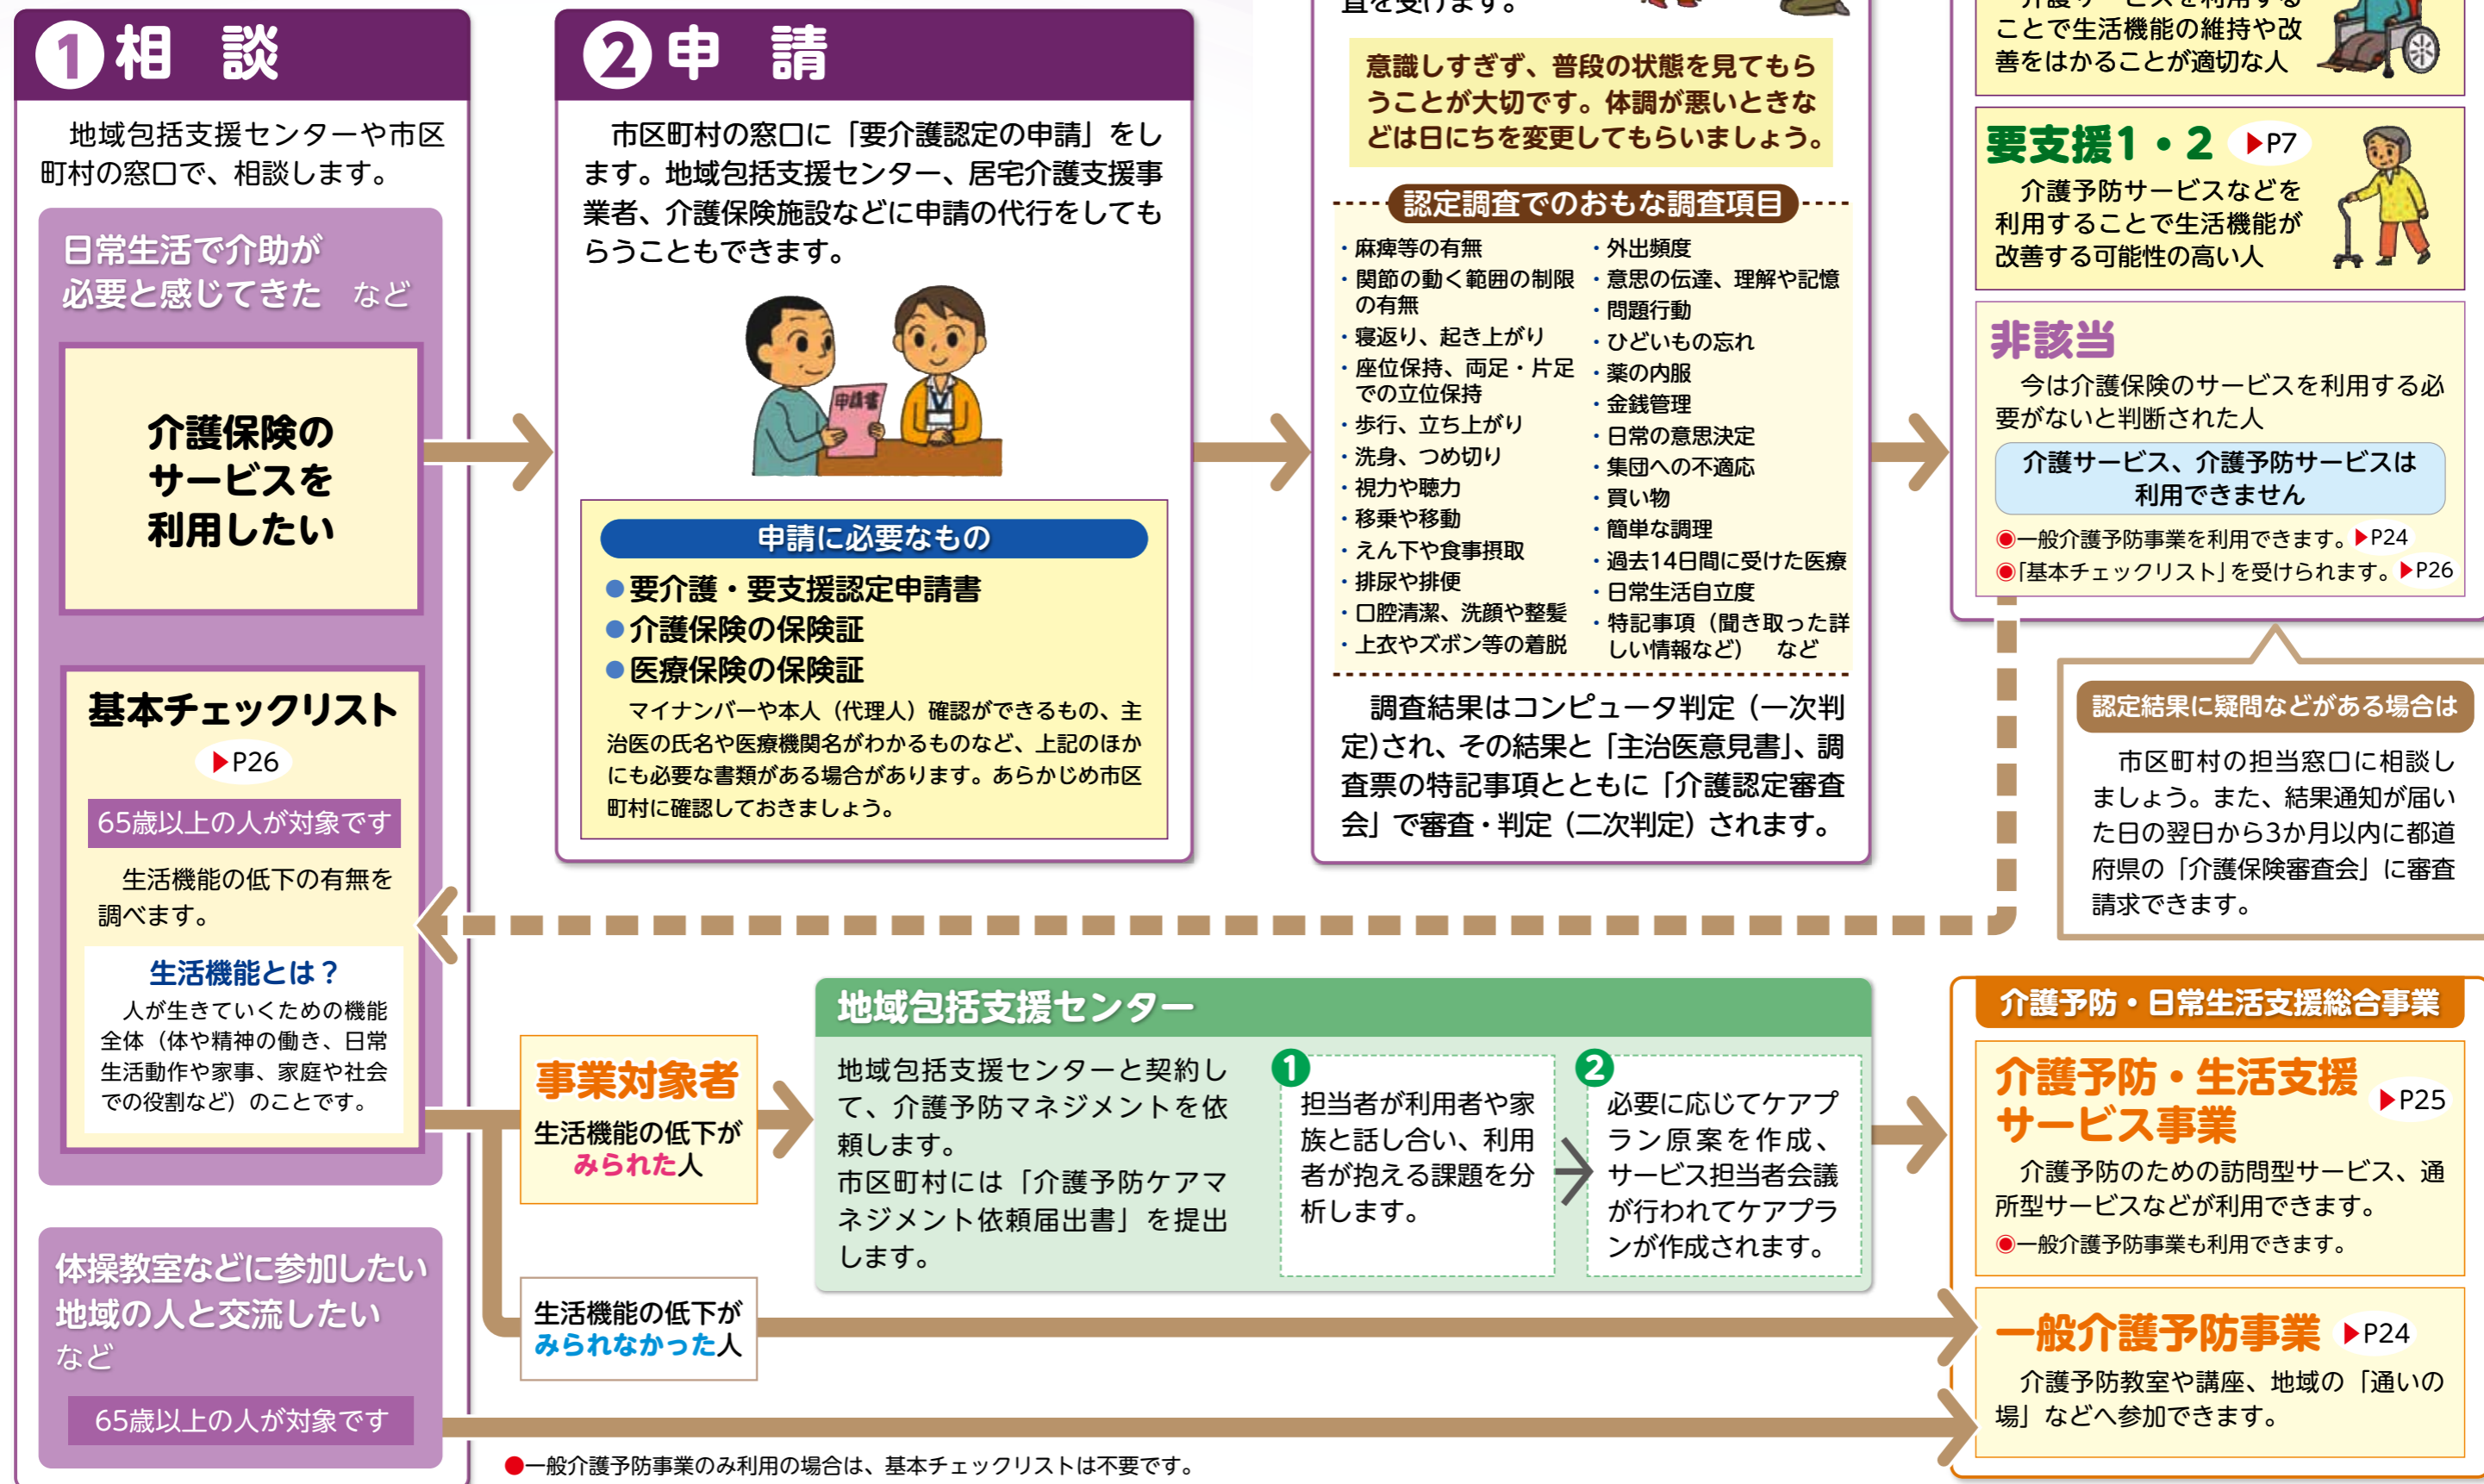 ①相　談
地域包括支援センターや市区
町村の窓口で、相談します。
日常生活で介助が
必要と感じてきた　など
介護保険の
サービスを
利用したい
基本チェックリスト
▶P26
65歳以上の人が対象です
生活機能の低下の有無を
調べます。
生活機能とは？
人が生きていくための機能
全体（体や精神の働き、日常
生活動作や家事、家庭や社会
での役割など）のことです。
体操教室などに参加したい
地域の人と交流したい
など
65歳以上の人が対象です
②申　請
市区町村の窓口に「要介護認定の申請」をし
ます。地域包括支援センター、居宅介護支援事
業者、介護保険施設などに申請の代行をしても
らうこともできます。
申請書
申請に必要なもの
●要介護・要支援認定申請書
●介護保険の保険証
●医療保険の保険証
マイナンバーや本人（代理人）確認ができるもの、主
治医の氏名や医療機関名がわかるものなど、上記のほか
にも必要な書類がある場合があります。あらかじめ市区
町村に確認しておきましょう。
査を受けます。
意識しすぎず、普段の状態を見てもら
うことが大切です。体調が悪いときな
どは日にちを変更してもらいましょう。
認定調査でのおもな調査項目
・麻痺等の有無
・関節の動く範囲の制限
の有無
・寝返り、起き上がり
・座位保持、両足・片足
での立位保持
・歩行、立ち上がり
・洗身、つめ切り
・視力や聴力
・移乗や移動
・えん下や食事摂取
・排尿や排便
・口腔清潔、洗顔や整髪
・上衣やズボン等の着脱
・外出頻度
・意思の伝達、理解や記憶
・問題行動
・ひどいもの忘れ
・薬の内服
・金銭管理
・日常の意思決定
・集団への不適応
・買い物
・簡単な調理
・過去14日間に受けた医療
・日常生活自立度
・特記事項（聞き取った詳
しい情報など）　など
調査結果はコンピュータ判定（一次判
定）され、その結果と「主治医意見書」、調
査票の特記事項とともに「介護認定審査
会」で審査・判定（二次判定）されます。
介護サービスを利用する
ことで生活機能の維持や改
善をはかることが適切な人
要支援1・2 ▶P7
介護予防サービスなどを
利用することで生活機能が
改善する可能性の高い人
非該当
今は介護保険のサービスを利用する必
要がないと判断された人
介護サービス、介護予防サービスは
利用できません
◉一般介護予防事業を利用できます。▶P24
◉「基本チェックリスト」を受けられます。▶P26
認定結果に疑問などがある場合は
市区町村の担当窓口に相談し
ましょう。また、結果通知が届い
た日の翌日から3か月以内に都道
府県の「介護保険審査会」に審査
請求できます。
事業対象者
生活機能の低下が
みられた人
生活機能の低下が
みられなかった人
地域包括支援センター
地域包括支援センターと契約し
て、介護予防マネジメントを依
頼します。
市区町村には「介護予防ケアマ
ネジメント依頼届出書」を提出
します。
❶
担当者が利用者や家
族と話し合い、利用
者が抱える課題を分
析します。
❷
必要に応じてケアプ
ラン原案を作成、
サービス担当者会議
が行われてケアプラ
ンが作成されます。
介護予防・日常生活支援総合事業
介護予防・生活支援
サービス事業 ▶P25
介護予防のための訪問型サービス、通
所型サービスなどが利用できます。
◉一般介護予防事業も利用できます。
一般介護予防事業 ▶P24
介護予防教室や講座、地域の「通いの
場」などへ参加できます。
●一般介護予防事業のみ利用の場合は、基本チェックリストは不要です。